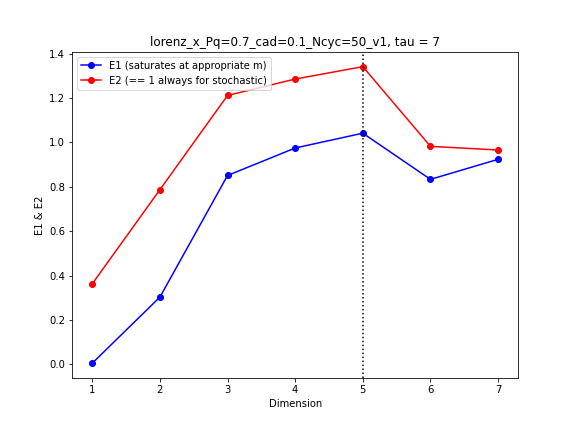 lorenz_x_Pq=0.7_cad=0.1_Ncyc=50_v1, tau = 7
E1 (saturates at appropriate m)
E2 (== 1 always for stochastic)
1.4
1.2
1.0
0.8
0.6
0.4
0.2
0.0
E1 & E2
1 2 3 4 5 6 7
Dimension